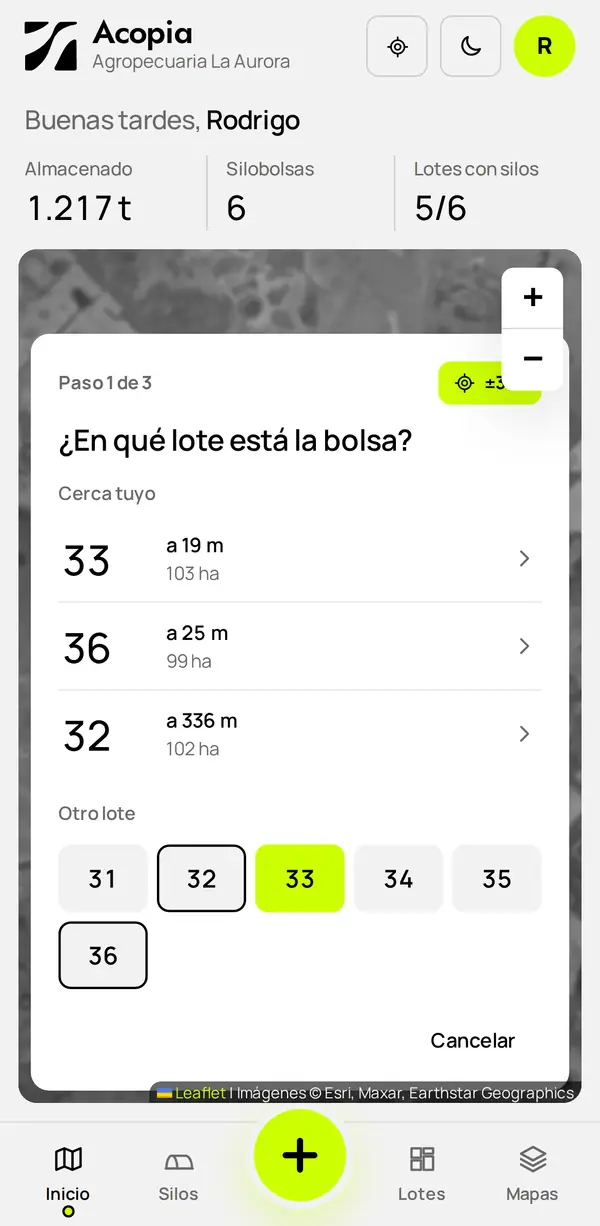 Acopia
Agropecuaria La Aurora
R
Buenas tardes, Rodrigo
Almacenado
Silobolsas
Lotes con silos
1.217 t
6
5/6
+
−
Paso 1 de 3
¿En qué lote está la bolsa?
Cerca tuyo
33
a 19 m
103 ha
36
a 25 m
99 ha
32
a 336 m
102 ha
Otro lote
31 32 33 34 35
36
Cancelar
Leaflet | Imágenes © Esri, Maxar, Earthstar Geographics
+
Inicio
Silos
Lotes
Mapas